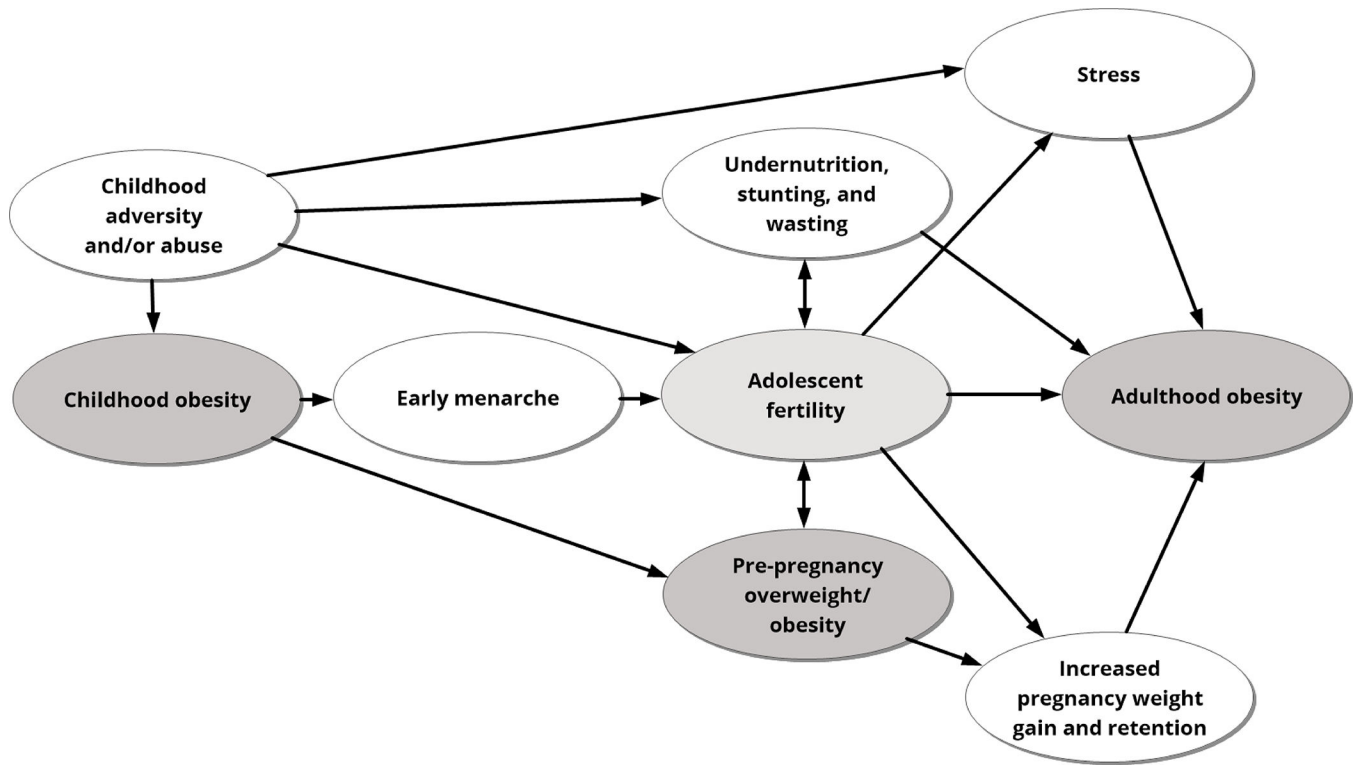 Stress
Undernutrition,
stunting, and
wasting
Childhood
adversity
and/or abuse
Childhood obesity
Early menarche
Adolescent
fertility
Adulthood obesity
Pre-pregnancy
overweight/
obesity
Increased
pregnancy weight
gain and retention